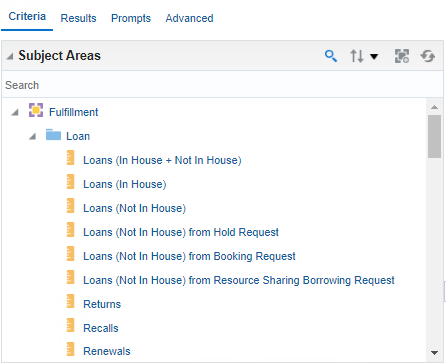 Criteria Results Prompts Advanced
Subject Areas
Search
Fulfillment
Loan
Loans (In House + Not In House)
Loans (In House)
Loans (Not In House)
Loans (Not In House) from Hold Request
Loans (Not In House) from Booking Request
Loans (Not In House) from Resource Sharing Borrowing Request
Returns
Recalls
Renewals